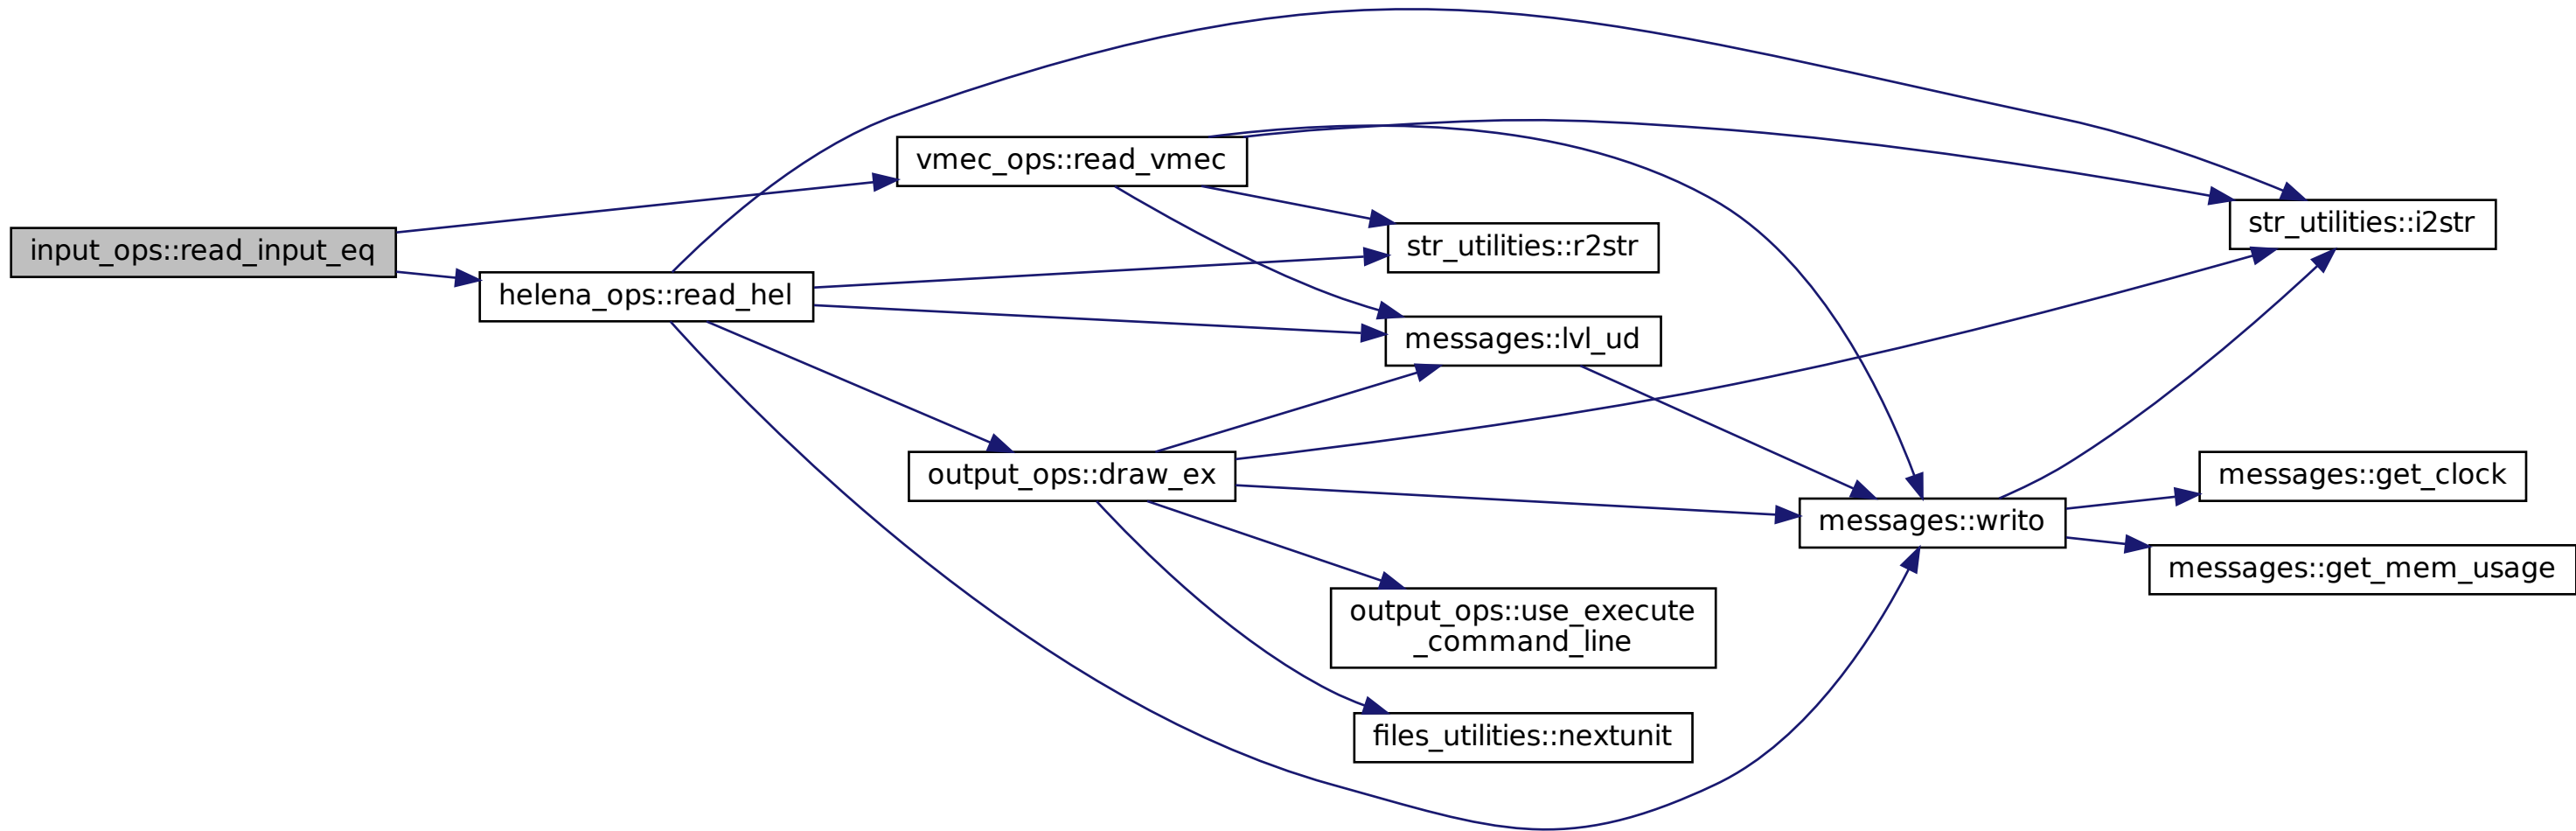 input_ops::read_input_eq
vmec_ops::read_vmec
helena_ops::read_hel
str_utilities::r2str
messages::lvl_ud
output_ops::draw_ex
output_ops::use_execute
_command_line
files_utilities::nextunit
messages::writo
str_utilities::i2str
messages::get_clock
messages::get_mem_usage